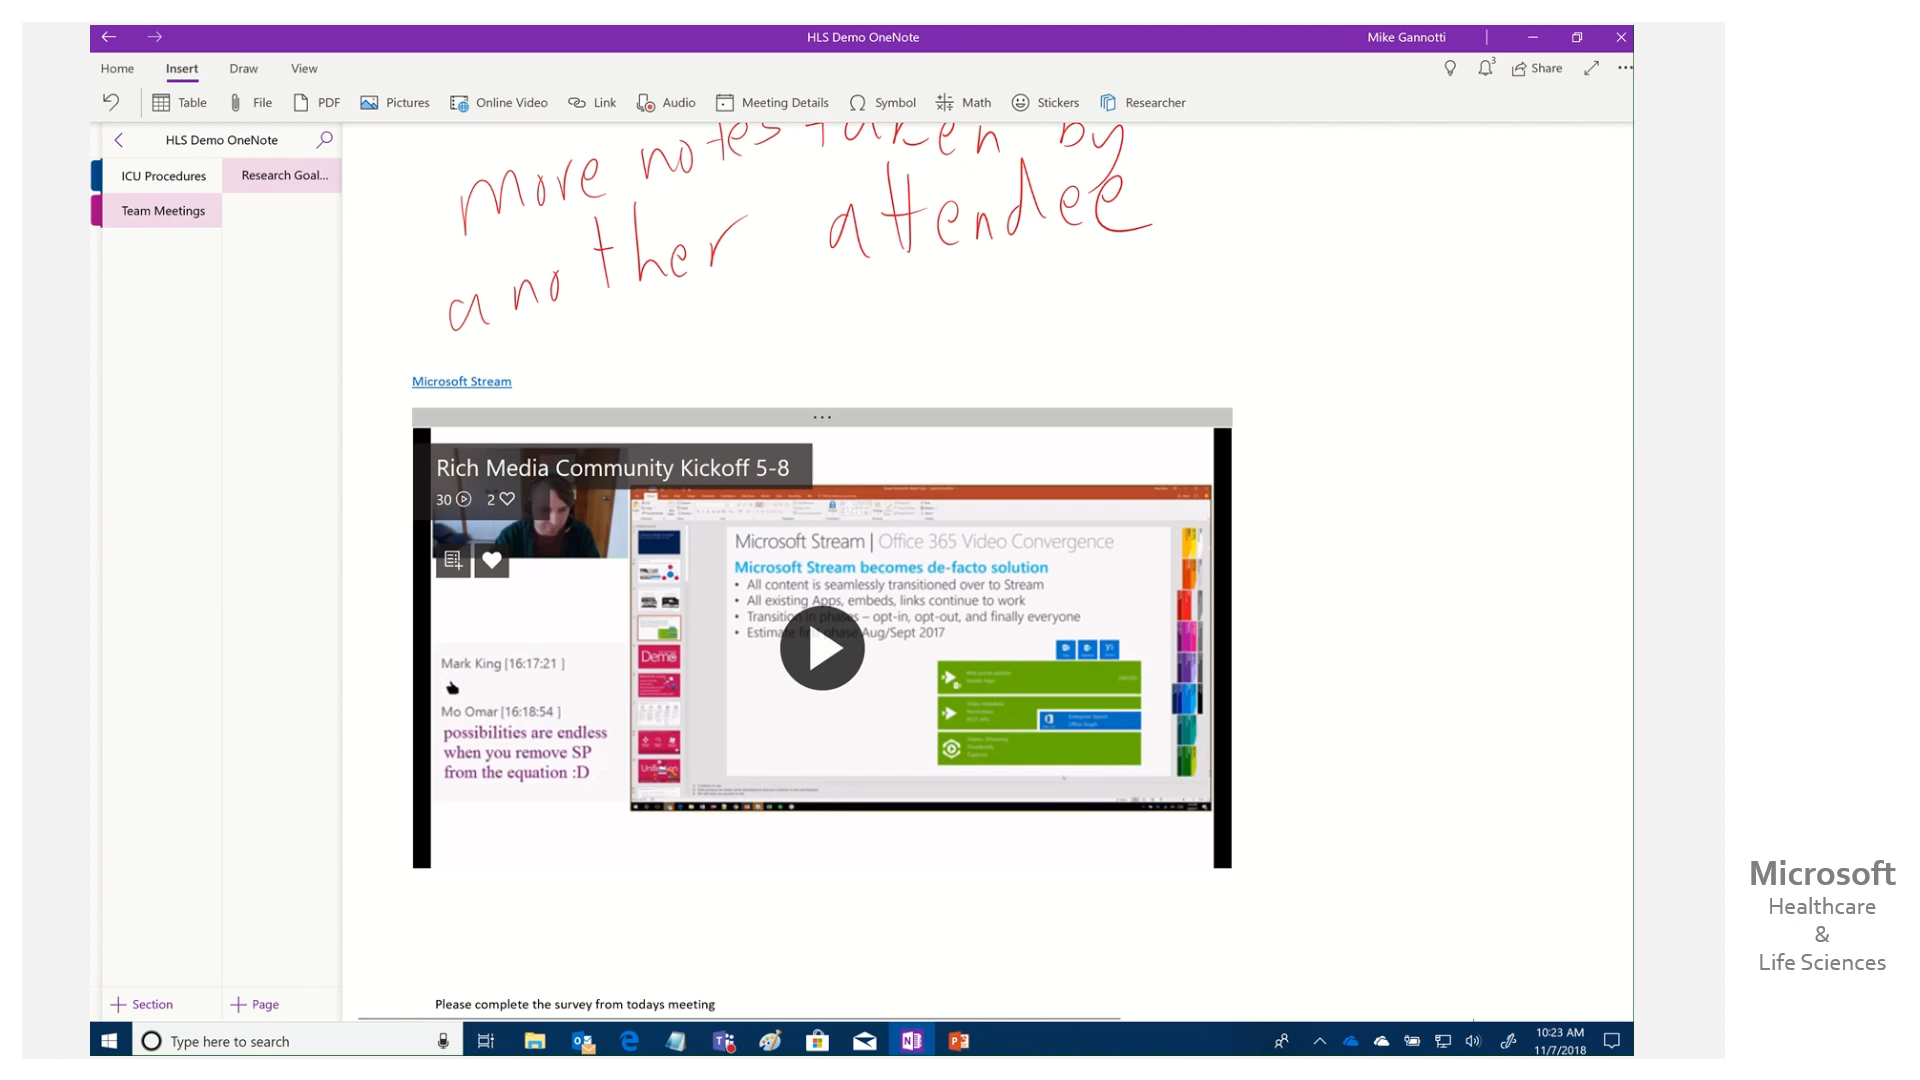 HLS Demo OneNote
Mike Gannotti
Home Insert Draw View
3
Share
Table File PDF Pictures Online Video Link Audio Meeting Details Symbol Math Stickers Researcher
HLS Demo OneNote
ICU Procedures
Research Goal...
Team Meetings
more notes taken by
another attendee
Microsoft Stream
Rich Media Community Kickoff 5-8
30 2
Microsoft Stream | Office 365 Video Convergence
Microsoft Stream becomes de-facto solution
• All content is seamlessly transitioned over to Stream
• All existing Apps, embeds, links continue to work
• Transition in phases – opt-in, opt-out, and finally everyone
• Estimate phase Aug/Sept 2017
Demo
Mark King [16:17:21 ]
Mo Omar [16:18:54 ]
possibilities are endless
when you remove SP
from the equation :D
Please complete the survey from todays meeting
Section
Page
Type here to search
10:23 AM
11/7/2018
Microsoft
Healthcare
&
Life Sciences